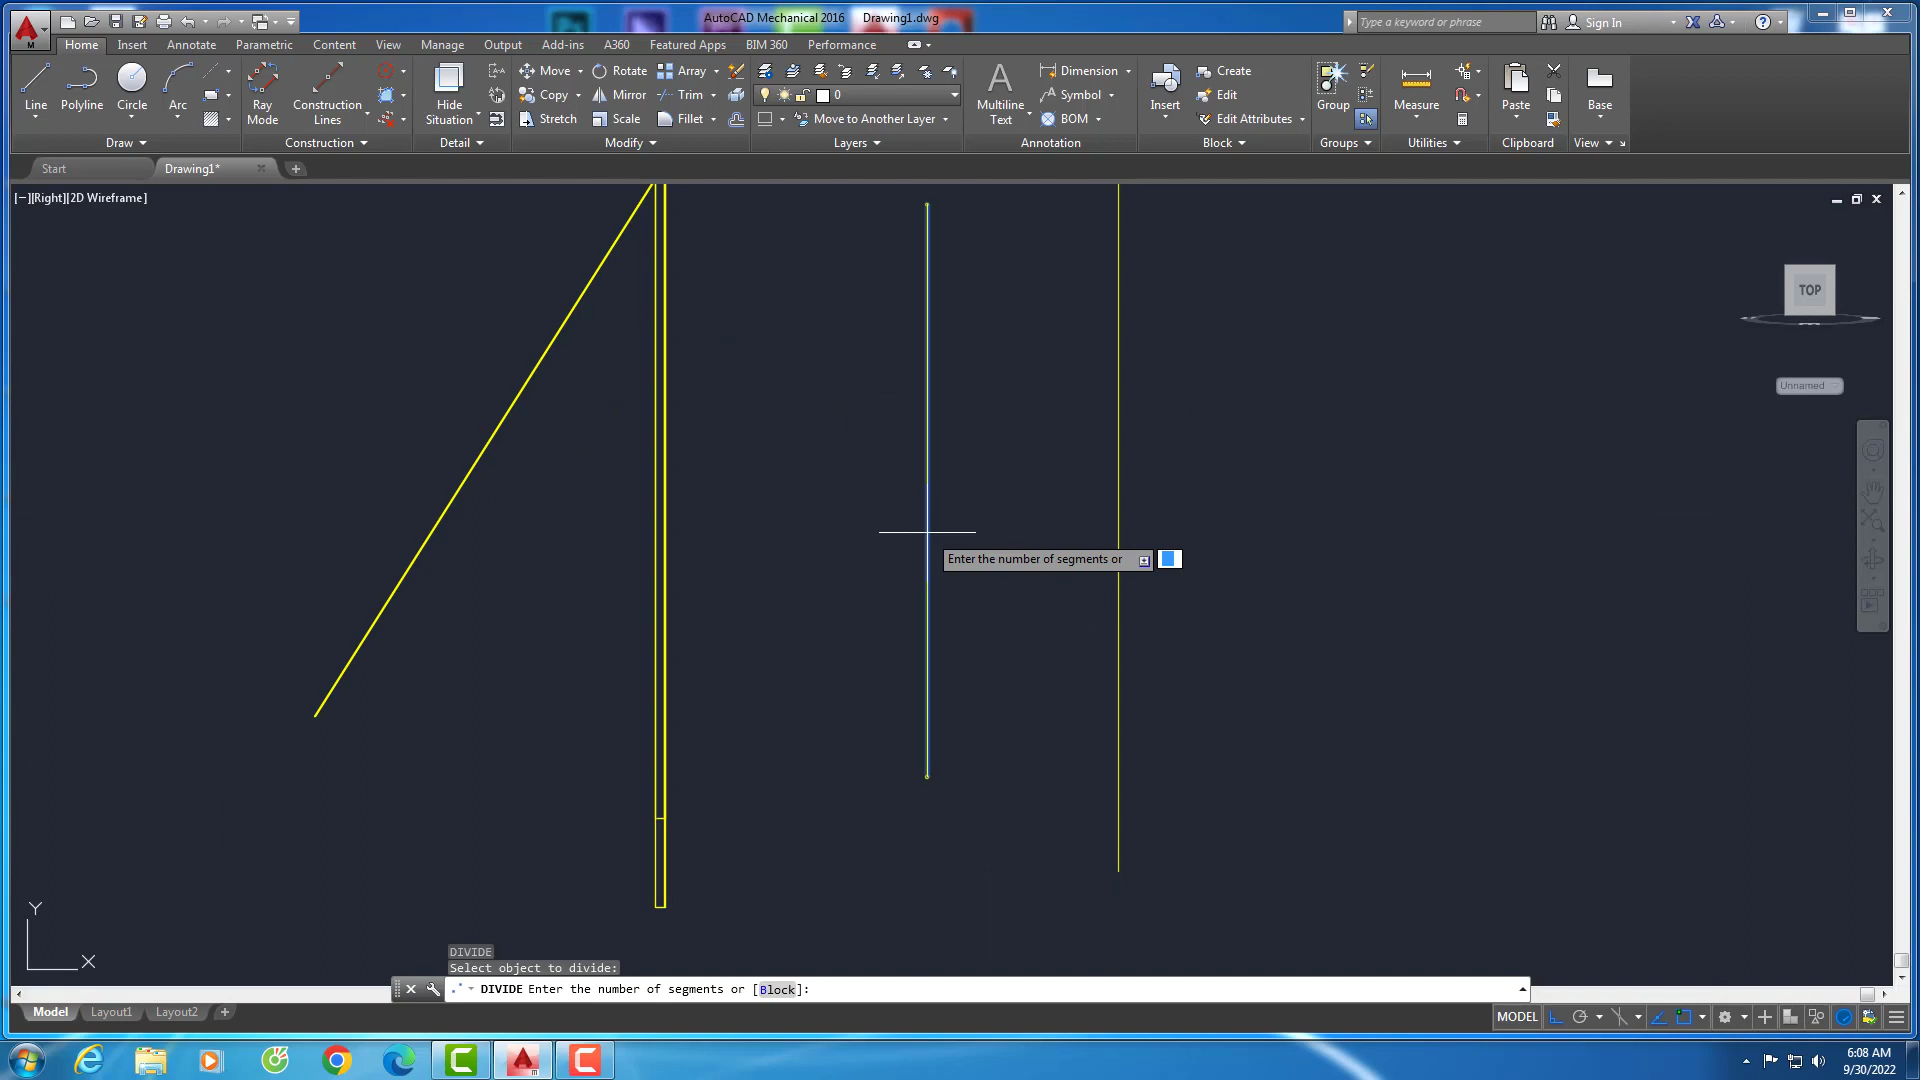 AutoCAD Mechanical 2016 Drawing1.dwg
Type a keyword or phrase
Sign In
M
Home Insert Annotate Parametric Content View Manage Output Add-ins A360 Featured Apps BIM 360 Performance
Line
Polyline
Circle
Arc
Draw
Ray Mode
Construction Lines
Construction
Hide Situation
Detail
Move
Rotate
Array
Copy
Mirror
Trim
Stretch
Scale
Fillet
Modify
0
Move to Another Layer
Layers
Multiline Text
Dimension
Symbol
BOM
Annotation
Insert
Create
Edit
Edit Attributes
Block
Group
Groups
Measure
Utilities
Paste
Clipboard
Base
View
Start
Drawing1*
[−][Right][2D Wireframe]
TOP
Unnamed
Enter the number of segments or
Y
X
DIVIDE
Select object to divide:
DIVIDE Enter the number of segments or [Block]:
Model Layout1 Layout2
MODEL
6:08 AM
9/30/2022